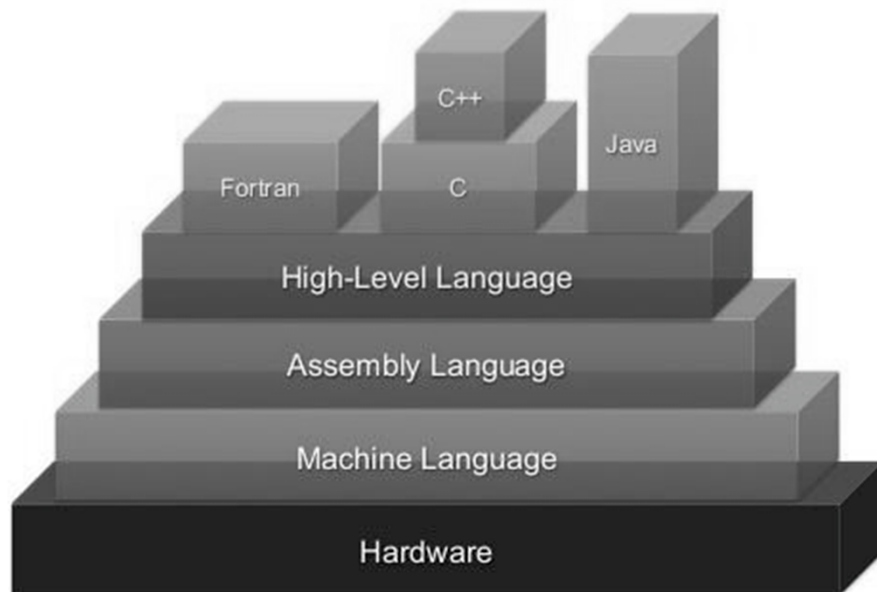 C++
Java
Fortran
C
High-Level Language
Assembly Language
Machine Language
Hardware